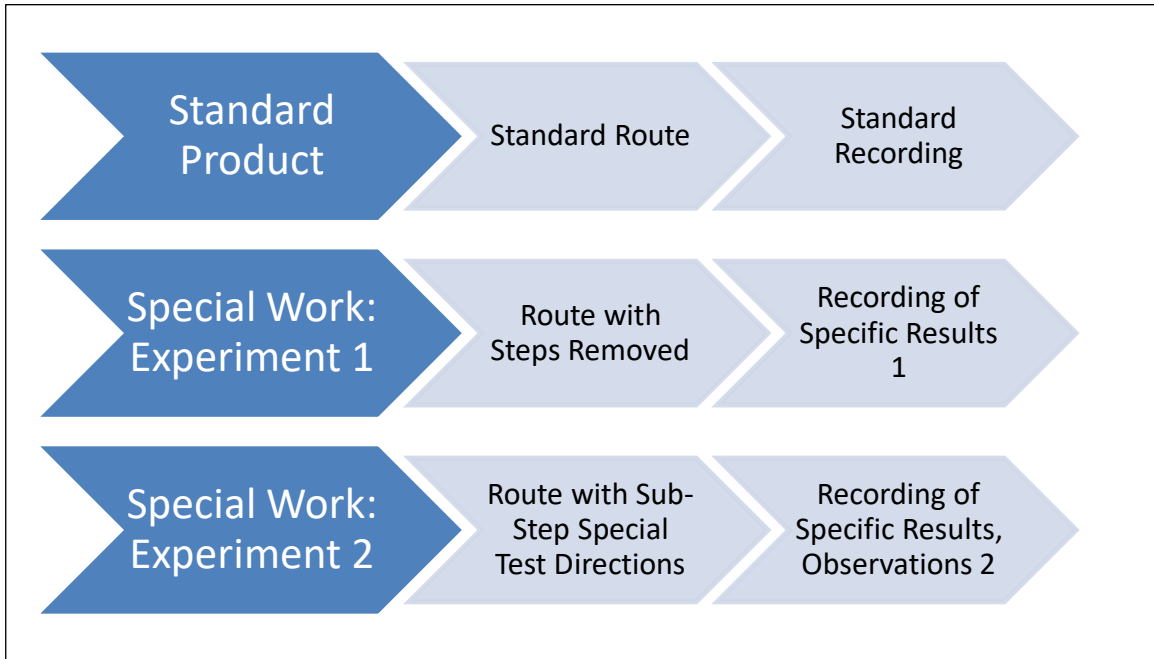 Standard
Product
Standard Route
Standard
Recording
Special Work:
Experiment 1
Route with
Steps Removed
Recording of
Specific Results
1
Special Work:
Experiment 2
Route with Sub-
Step Special
Test Directions
Recording of
Specific Results,
Observations 2